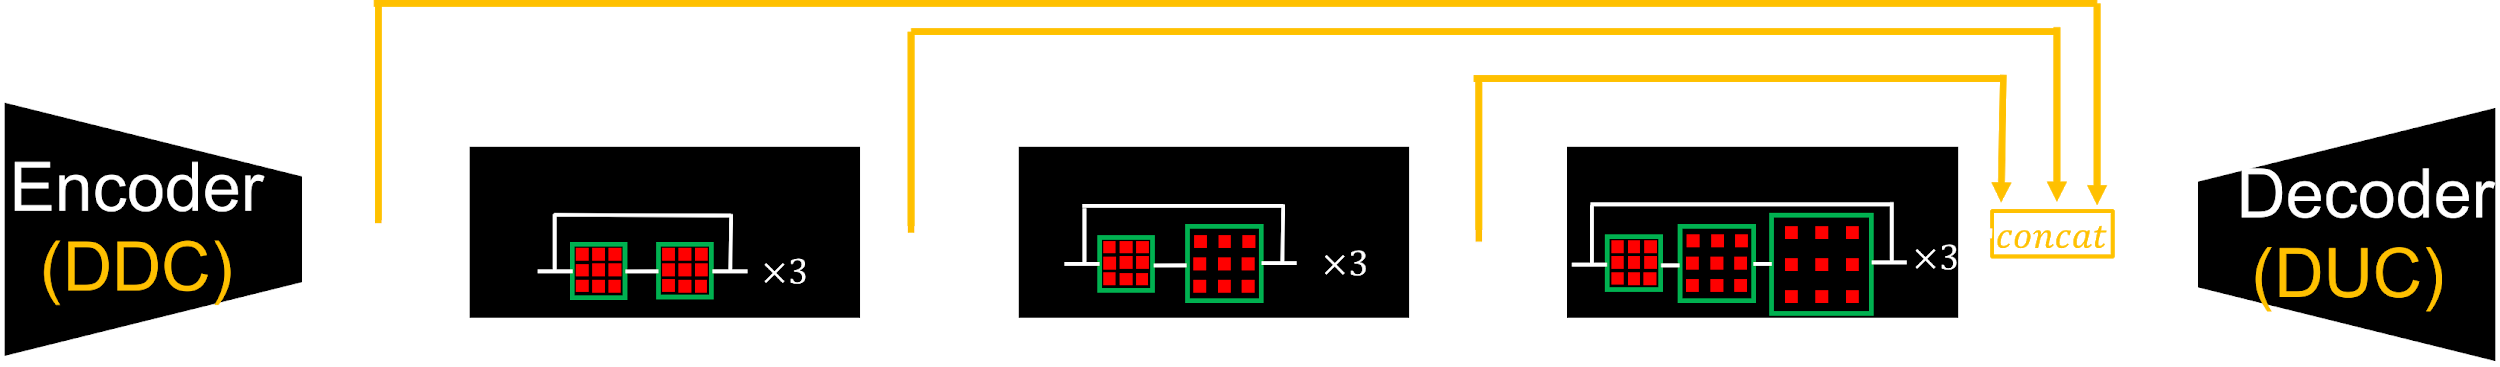 Encoder
(DDC)
×3
×3
×3
concat
Decoder
(DUC)